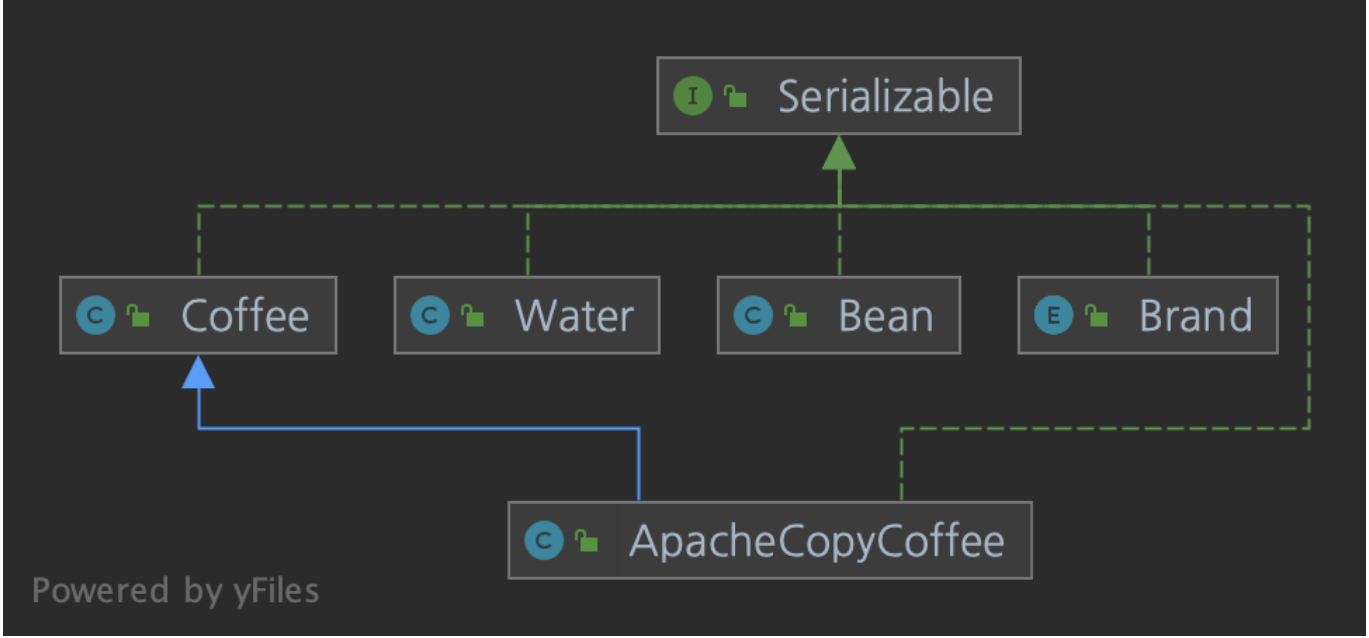 I Serializable
C Coffee
C Water
C Bean
E Brand
C ApacheCopyCoffee
Powered by yFiles